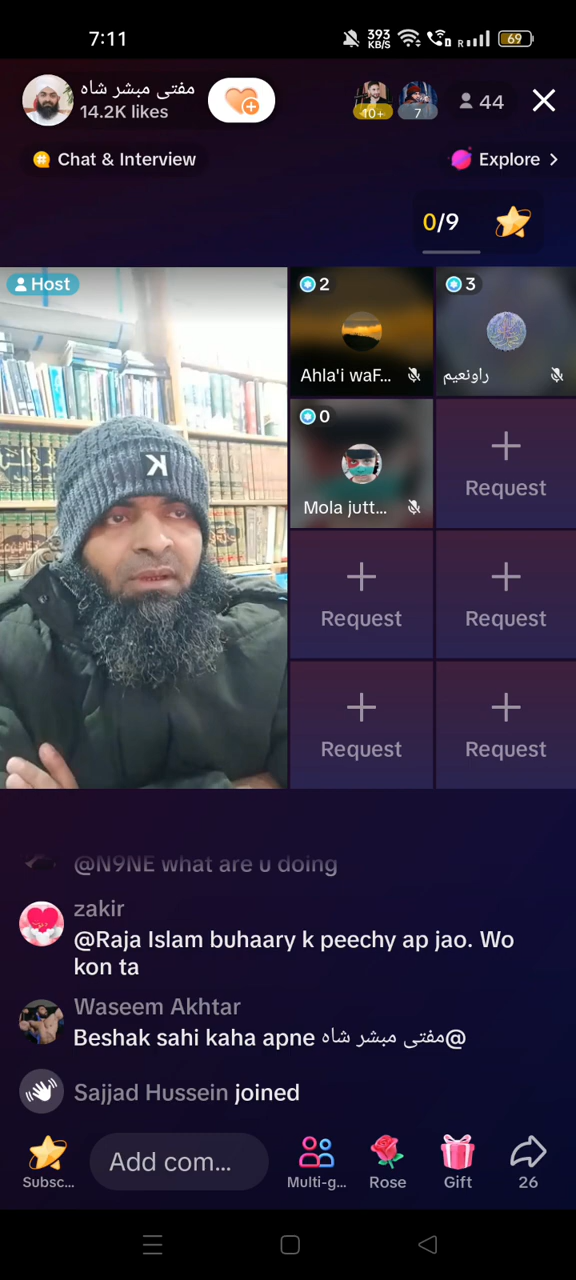 7:11
393
KB/S
R
69
مفتی مبشر شاہ
14.2K likes
10+
7
44
# Chat & Interview
Explore >
0/9
Host
K
2
Ahla'i waF...
3
راونعیم
0
Mola jutt...
Request
Request
Request
Request
Request
@N9NE what are u doing
zakir
@Raja Islam buhaary k peechy ap jao. Wo
kon ta
Waseem Akhtar
Beshak sahi kaha apne مفتی مبشر شاہ@
Sajjad Hussein joined
Subsc...
Add com...
Multi-g...
Rose
Gift
26